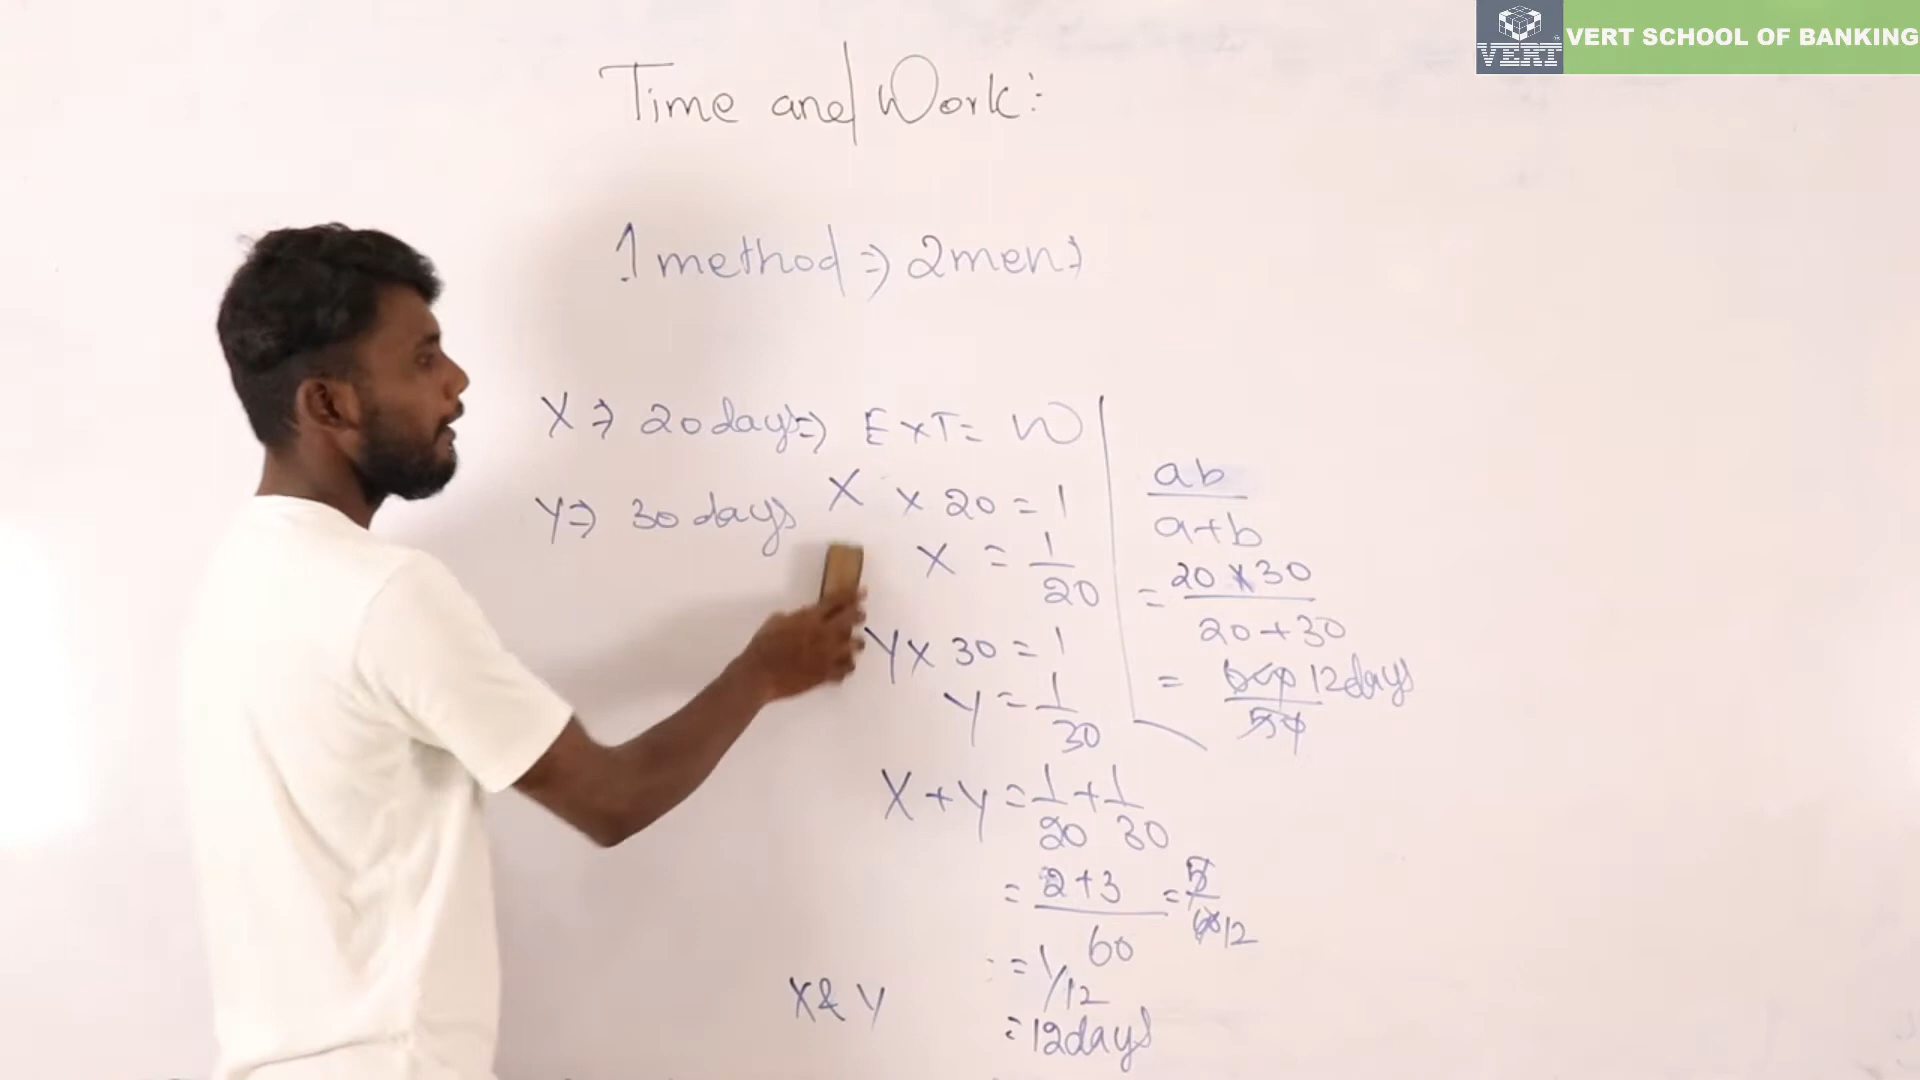 VERT
VERT SCHOOL OF BANKING
Time and Work:
1 method => 2 men:
X => 20 days => E x T = W
Y => 30 days
X x 20 = 1
X = 1/20
Y x 30 = 1
Y = 1/30
X + Y = 1/20 + 1/30
= 2+3/60 = 5/60 12
= 1/12
X & Y = 12 days
ab/a+b
= 20 x 30/20 + 30
= 12 days